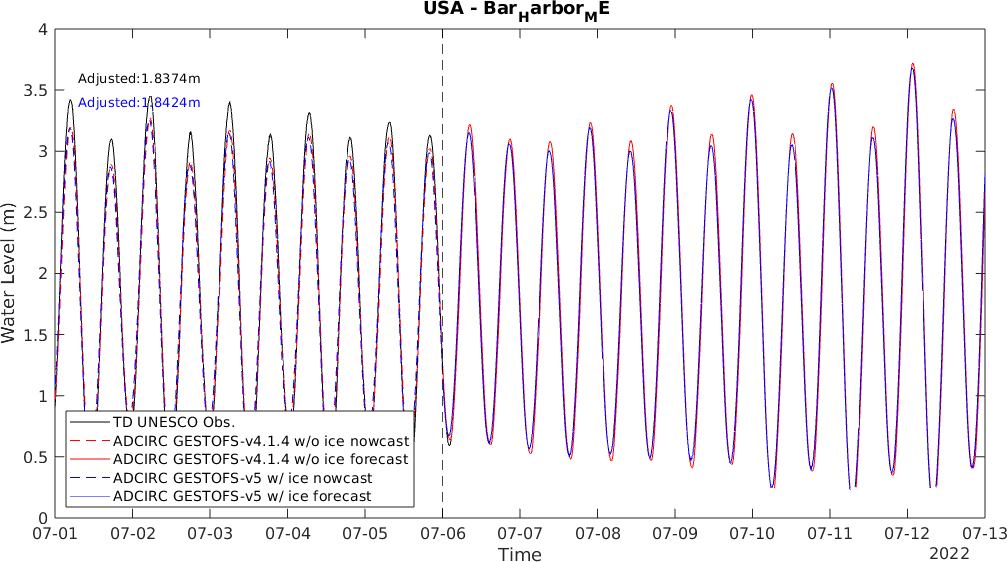 USA - Bar_Harbor_ME
4
3.5
3
2.5
2
1.5
1
0.5
0
Water Level (m)
Adjusted:1.8374m
Adjusted:1.8424m
TD UNESCO Obs.
ADCIRC GESTOFS-v4.1.4 w/o ice nowcast
ADCIRC GESTOFS-v4.1.4 w/o ice forecast
ADCIRC GESTOFS-v5 w/ ice nowcast
ADCIRC GESTOFS-v5 w/ ice forecast
07-01 07-02 07-03 07-04 07-05 07-06 07-07 07-08 07-09 07-10 07-11 07-12 07-13
Time
2022